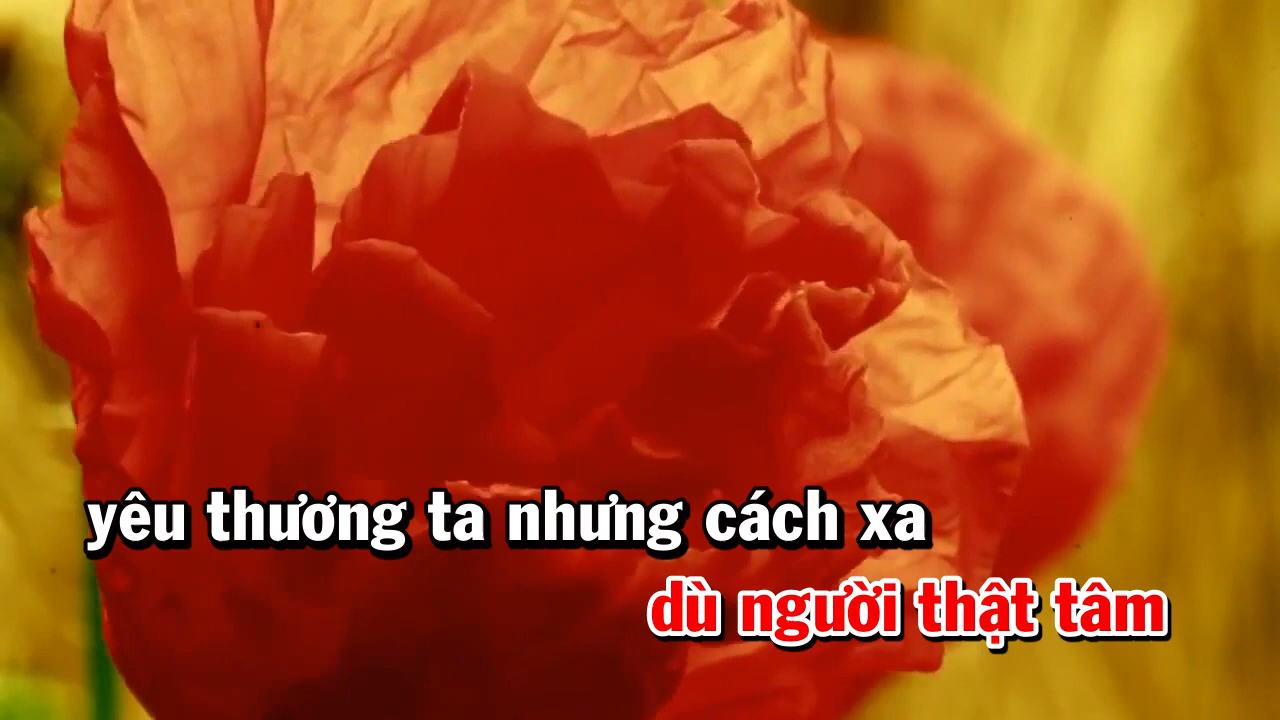 yêu thương ta nhưng cách xa
dù người thật tâm